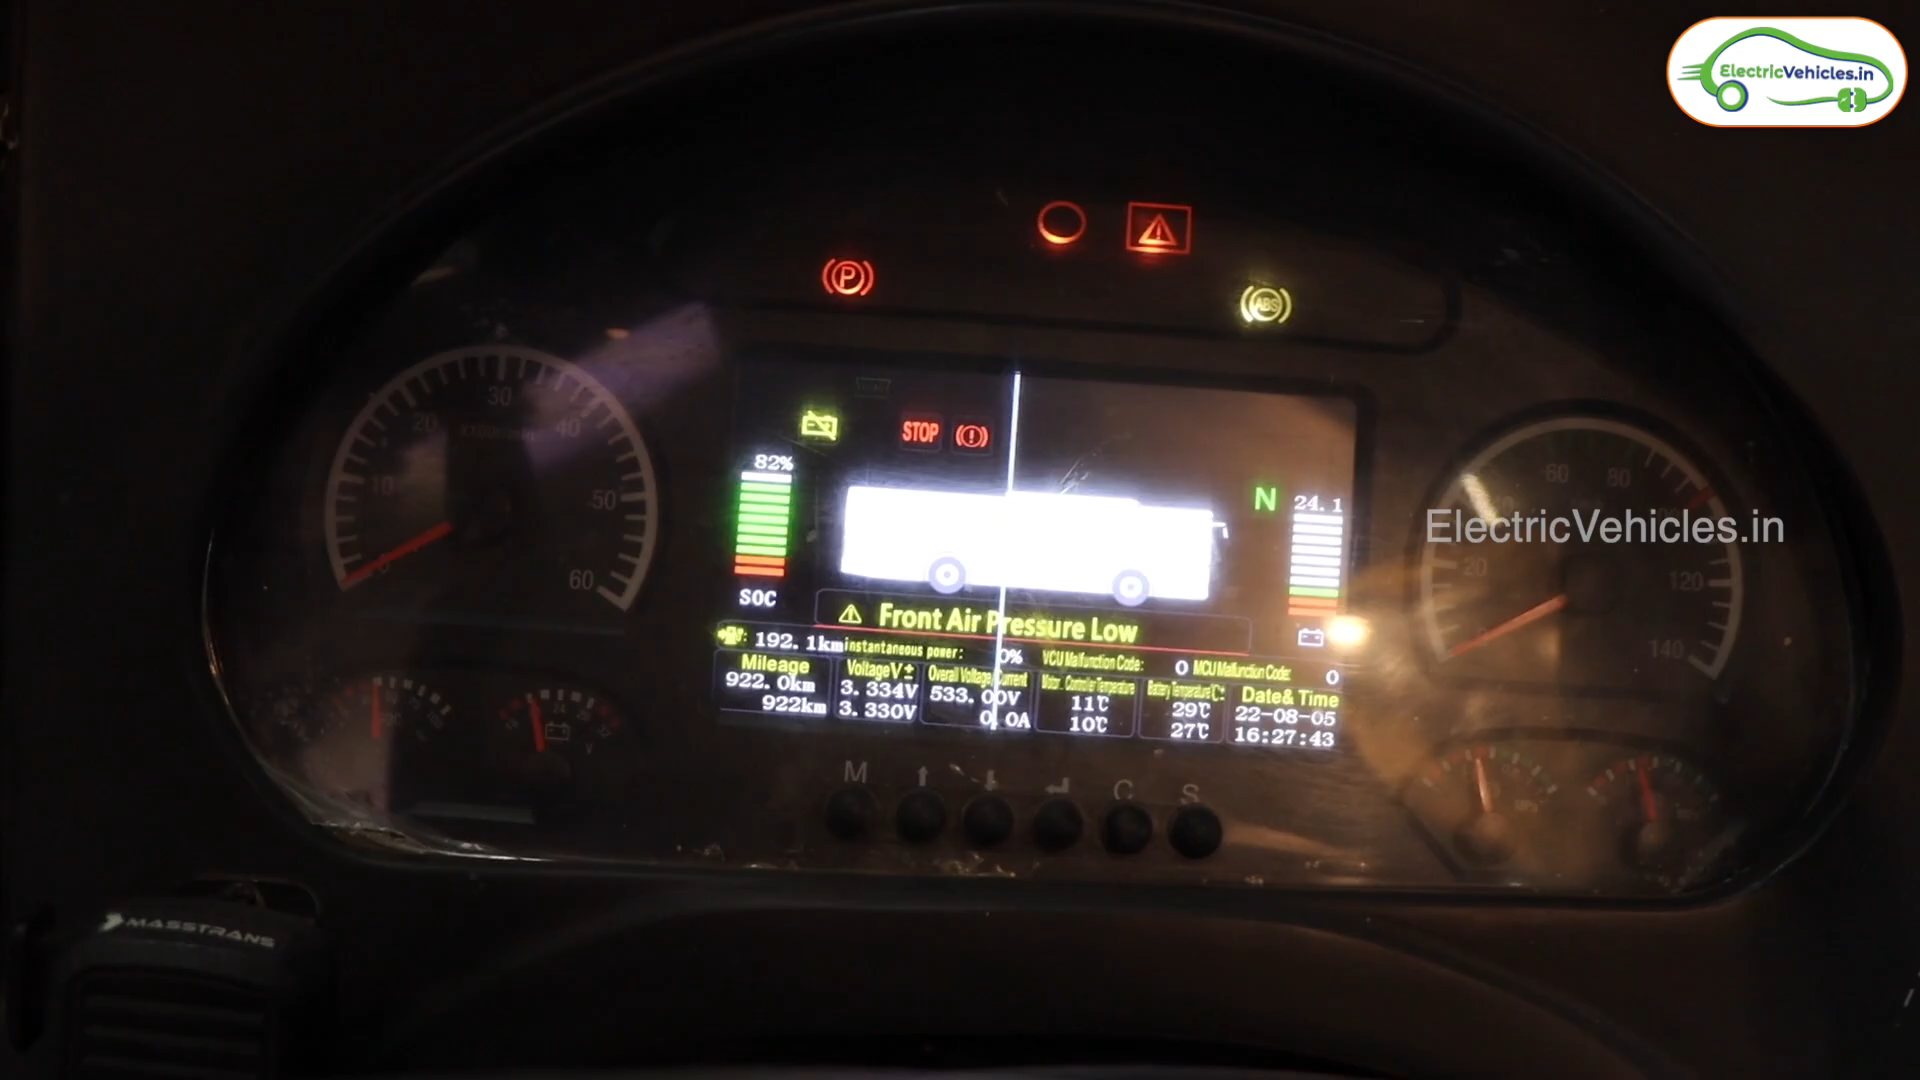 ElectricVehicles.in
P
ABS
STOP
30
20
40
10
50
0
60
82%
SOC
N
24.1
60
80
ElectricVehicles.in
20
120
140
Front Air Pressure Low
192.1km instantaneous power: 0% VCU Malfunction Code: 0 MCU Malfunction Code: 0
Mileage
922.0km
922km
Voltage V
3.334V
3.330V
Overall Voltage/Current
533.00V
0.0A
Motor. Controller Temperature
11℃
10℃
Battery Temperature℃:
29℃
27℃
Date& Time
22-08-05
16:27:43
M
C
S
MASSTRANS